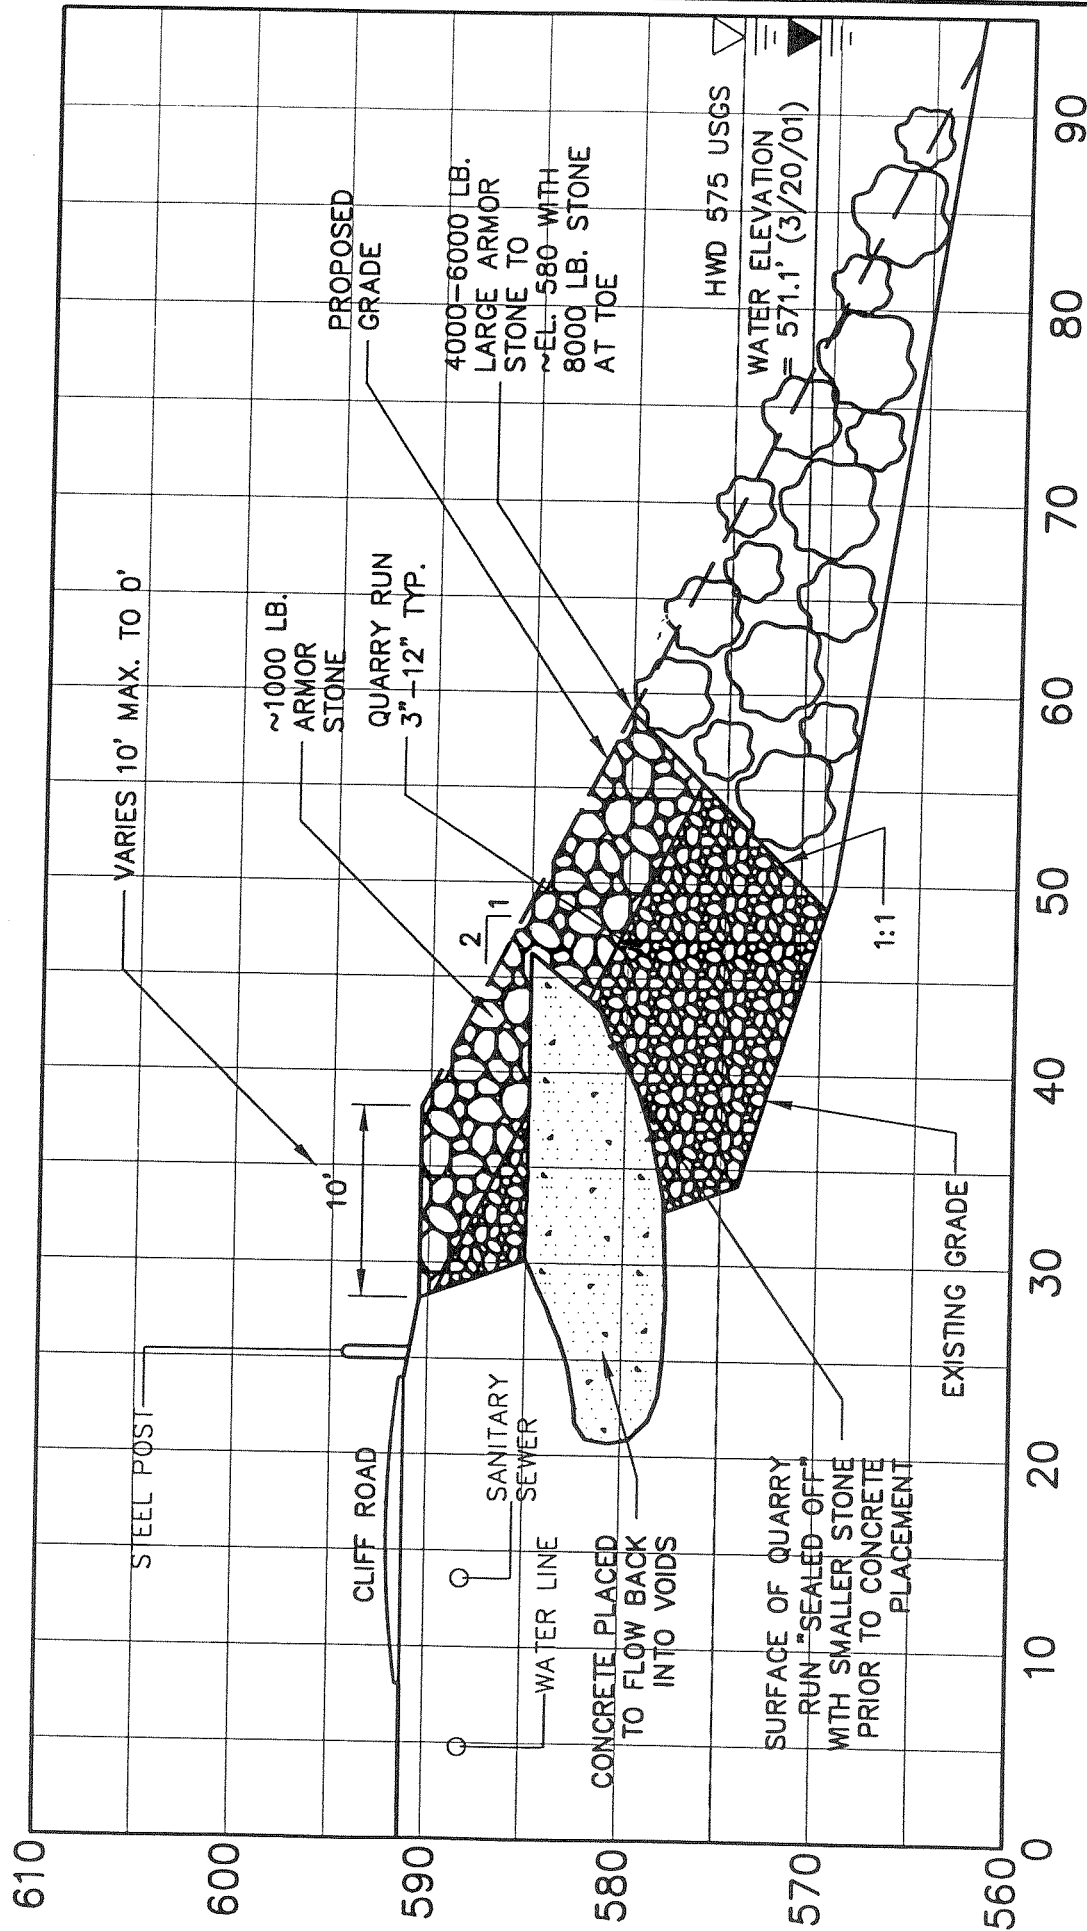 610
600
590
580
570
560
0
10
20
30
40
50
60
70
80
90
STEEL POST
VARIES 10' MAX. TO 0'
CLIFF ROAD
10'
~1000 LB.
ARMOR
STONE
QUARRY RUN
3"-12" TYP.
2
1
PROPOSED
GRADE
4000-6000 LB.
LARGE ARMOR
STONE TO
~EL. 580 WITH
8000 LB. STONE
AT TOE
HWD 575 USGS
WATER ELEVATION
= 571.1' (3/20/01)
SANITARY
SEWER
WATER LINE
CONCRETE PLACED
TO FLOW BACK
INTO VOIDS
SURFACE OF QUARRY
RUN "SEALED OFF"
WITH SMALLER STONE
PRIOR TO CONCRETE
PLACEMENT
EXISTING GRADE
1:1